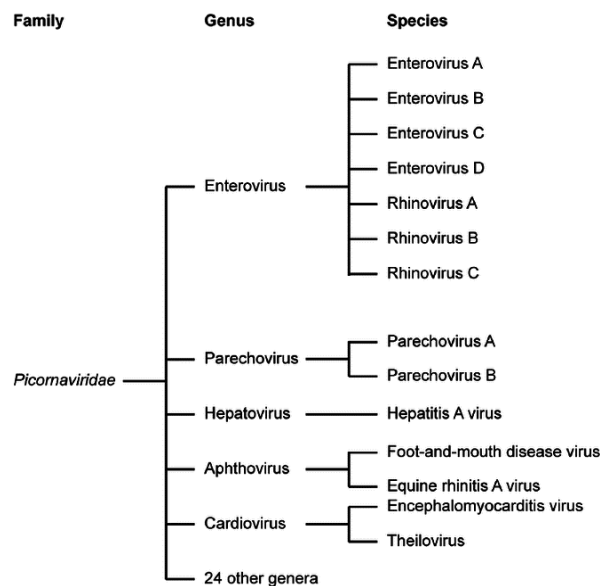 Family Genus Species
Enterovirus A
Enterovirus B
Enterovirus C
Enterovirus D
Enterovirus
Rhinovirus A
Rhinovirus B
Rhinovirus C
Parechovirus A
Parechovirus
Parechovirus B
Picornaviridae
Hepatovirus Hepatitis A virus
Foot-and-mouth disease virus
Aphthovirus
Equine rhinitis A virus
Encephalomyocarditis virus
Cardiovirus
Theilovirus
24 other genera